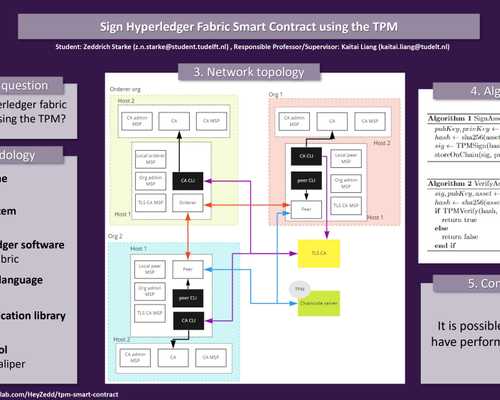 Sign Hyperledger Fabric Smart Contract using the TPM
Student: Zeddrich Starke (z.n.starke@student.tudelft.nl) , Responsible Professor/Supervisor: Kaitai Liang (kaitai.liang@tudelt.nl)
question
erledger fabric
sing the TPM?
dology
ne
tem
dger software
bric
language
ication library
ol
aliper
lab.com/HeyZedd/tpm-smart-contract
3. Network topology
Orderer org
Host 2
CA admin MSP
CA
CA MSP
Local orderer MSP
Org admin MSP
CA CLI
TLS CA MSP
Orderer
Host 1
Org 1
CA admin MSP
CA
CA MSP
Host 2
CA CLI
Local peer MSP
peer CLI
Org admin MSP
Peer
TLS CA MSP
Host 1
Org 2
Host 1
Local peer MSP
Peer
Org admin MSP
peer CLI
TLS CA MSP
CA CLI
Host 2
CA admin MSP
CA
CA MSP
TLS CA
TPM
Chaincode server
4. Alg
Algorithm 1 SignAsse
pubKey, privKey ←
hash ← sha256(asset
sig ← TPMSign(hash
storeOnChain(sig, pu
Algorithm 2 VerifyAs
sig, pubKey, asset ←
hash ← sha256(asset
if TPMVerify(hash,
return true
else
return false
end if
5. Con
It is possible
have perform